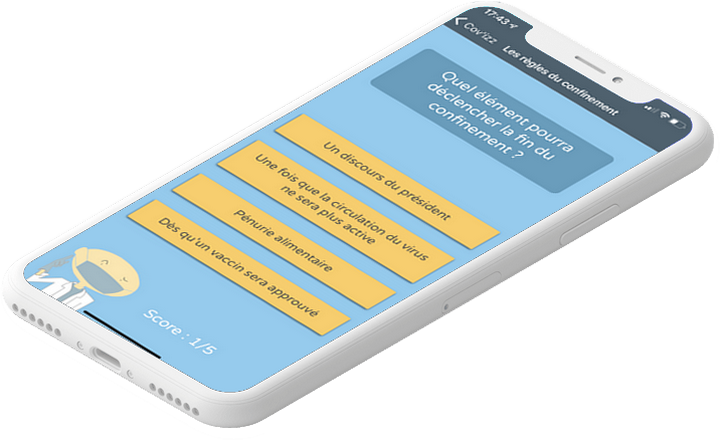 17:43
Cov'izz
Les règles du confinement
Quel élément pourra
déclencher la fin du
confinement ?
Un discours du président
Une fois que la circulation du virus
ne sera plus active
Pénurie alimentaire
Dès qu'un vaccin sera approuvé
Score : 1/5